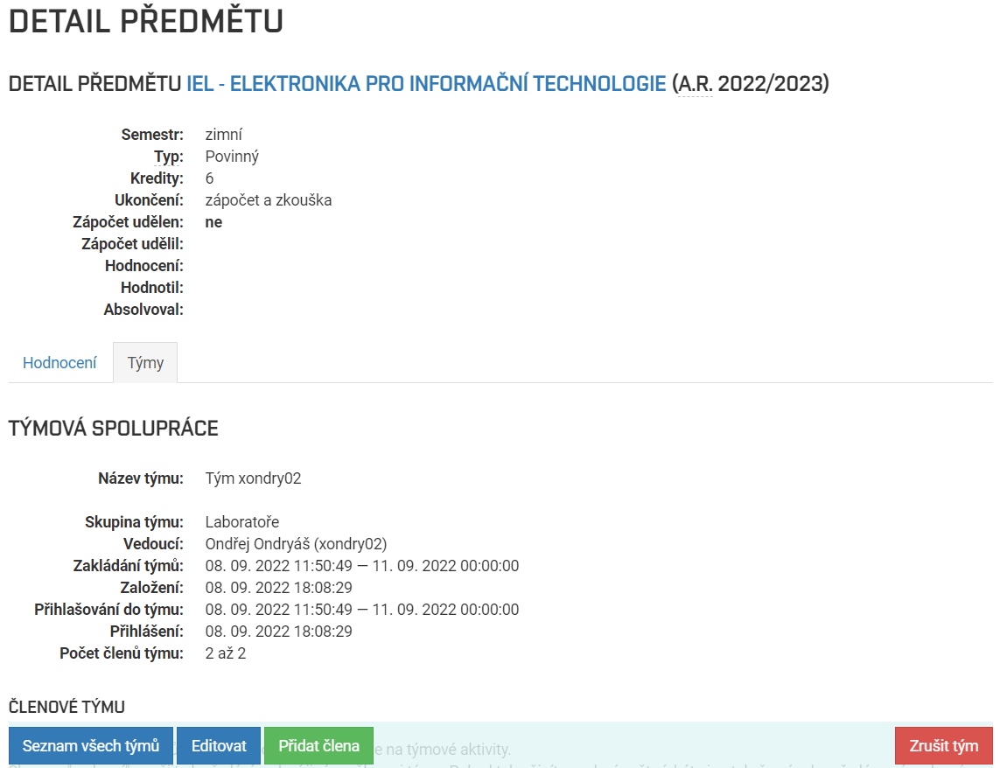 DETAIL PŘEDMĚTU
DETAIL PŘEDMĚTU IEL - ELEKTRONIKA PRO INFORMAČNÍ TECHNOLOGIE (A.R. 2022/2023)
Semestr: zimní
Typ: Povinný
Kredity: 6
Ukončení: zápočet a zkouška
Zápočet udělen: ne
Zápočet udělil:
Hodnocení:
Hodnotil:
Absolvoval:
Hodnocení Týmy
TÝMOVÁ SPOLUPRÁCE
Název týmu: Tým xondry02
Skupina týmu: Laboratoře
Vedoucí: Ondřej Ondryáš (xondry02)
Zakládání týmů: 08. 09. 2022 11:50:49 — 11. 09. 2022 00:00:00
Založení: 08. 09. 2022 18:08:29
Přihlašování do týmu: 08. 09. 2022 11:50:49 — 11. 09. 2022 00:00:00
Přihlášení: 08. 09. 2022 18:08:29
Počet členů týmu: 2 až 2
ČLENOVÉ TÝMU
Seznam všech týmů Editovat Přidat člena na týmové aktivity. Zrušit tým